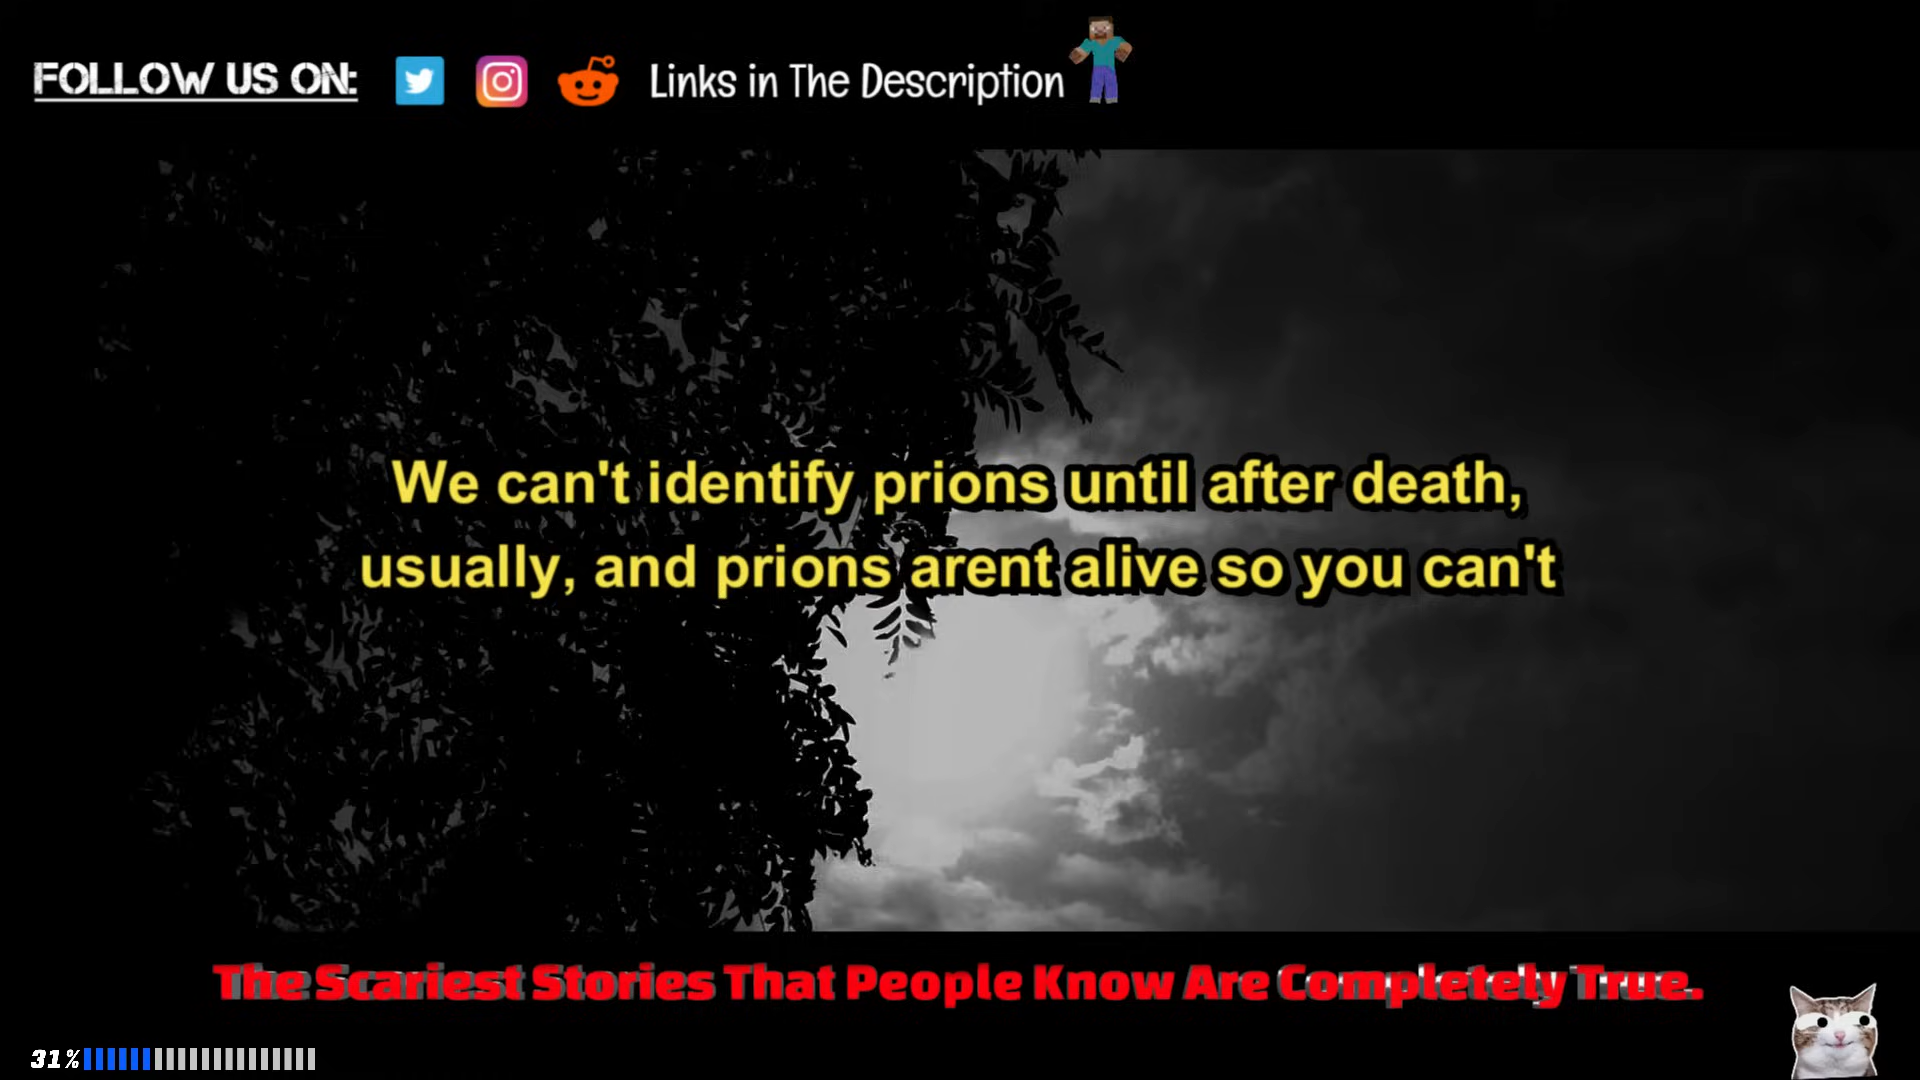 FOLLOW US ON:
Links in The Description
We can't identify prions until after death,
usually, and prions arent alive so you can't
The Scariest Stories That People Know Are Completely True.
31%